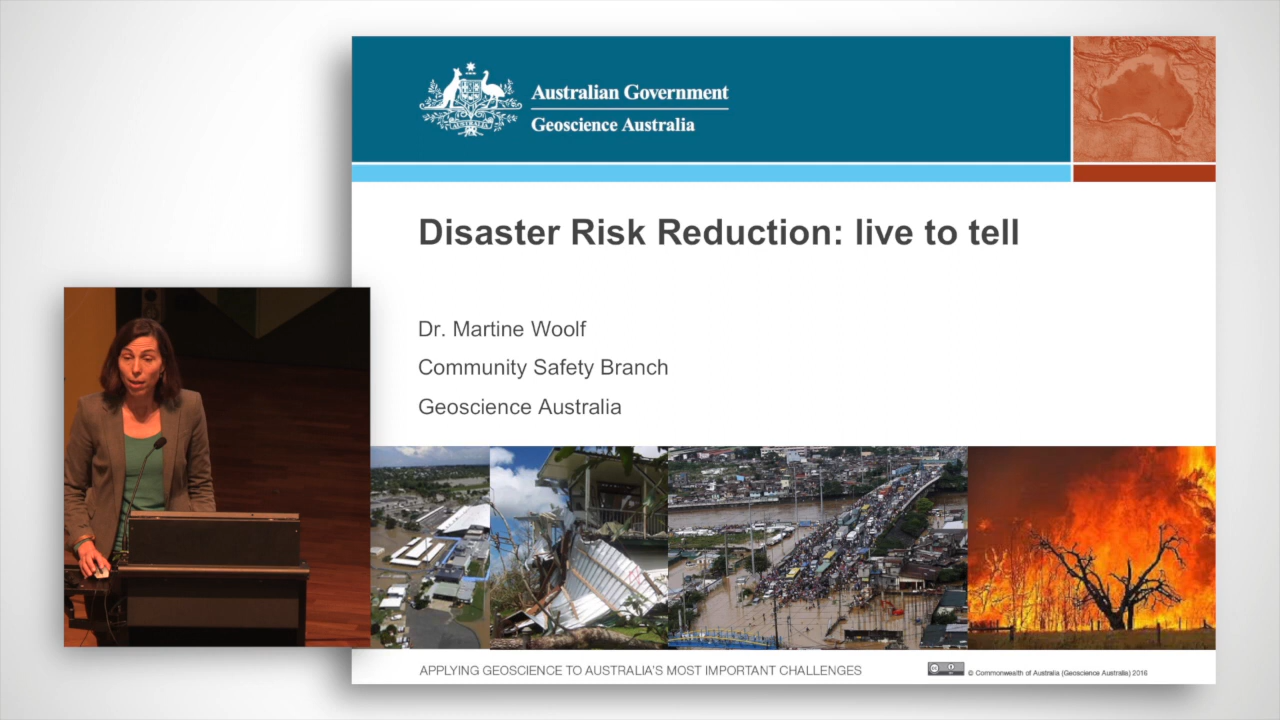 Australian Government
Geoscience Australia
Disaster Risk Reduction: live to tell
Dr. Martine Woolf
Community Safety Branch
Geoscience Australia
APPLYING GEOSCIENCE TO AUSTRALIA'S MOST IMPORTANT CHALLENGES
© Commonwealth of Australia (Geoscience Australia) 2016